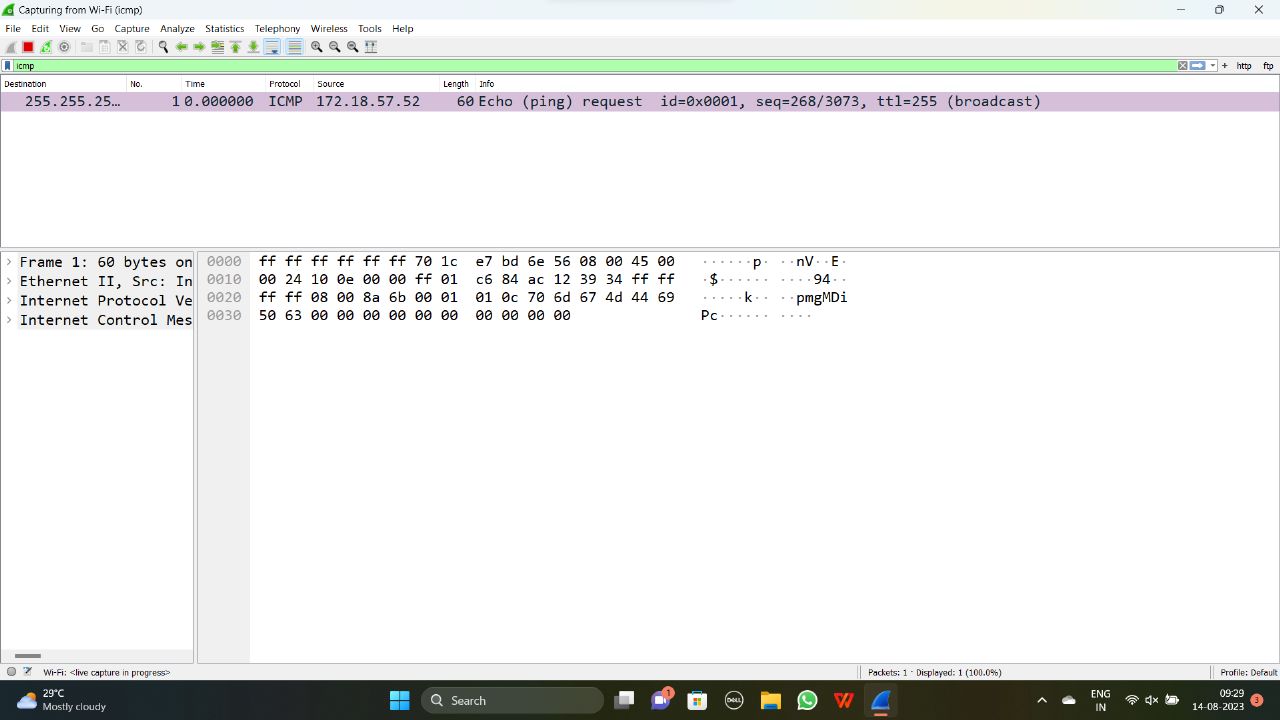 Capturing from Wi-Fi (icmp)
File Edit View Go Capture Analyze Statistics Telephony Wireless Tools Help
icmp + http ftp
Destination No. Time Protocol Source Length Info
255.255.25… 1 0.000000 ICMP 172.18.57.52 60 Echo (ping) request id=0x0001, seq=268/3073, ttl=255 (broadcast)
Frame 1: 60 bytes on
Ethernet II, Src: In
Internet Protocol Ve
Internet Control Mes
0000 ff ff ff ff ff ff 70 1c e7 bd 6e 56 08 00 45 00 ······p· ··nV··E·
0010 00 24 10 0e 00 00 ff 01 c6 84 ac 12 39 34 ff ff ·$······ ····94··
0020 ff ff 08 00 8a 6b 00 01 01 0c 70 6d 67 4d 44 69 ·····k·· ··pmgMDi
0030 50 63 00 00 00 00 00 00 00 00 00 00 Pc······ ····
Wi-Fi: <live capture in progress> Packets: 1 · Displayed: 1 (100.0%) Profile: Default
29°C
Mostly cloudy
Search
1
DELL
ENG
IN
09:29
14-08-2023
3